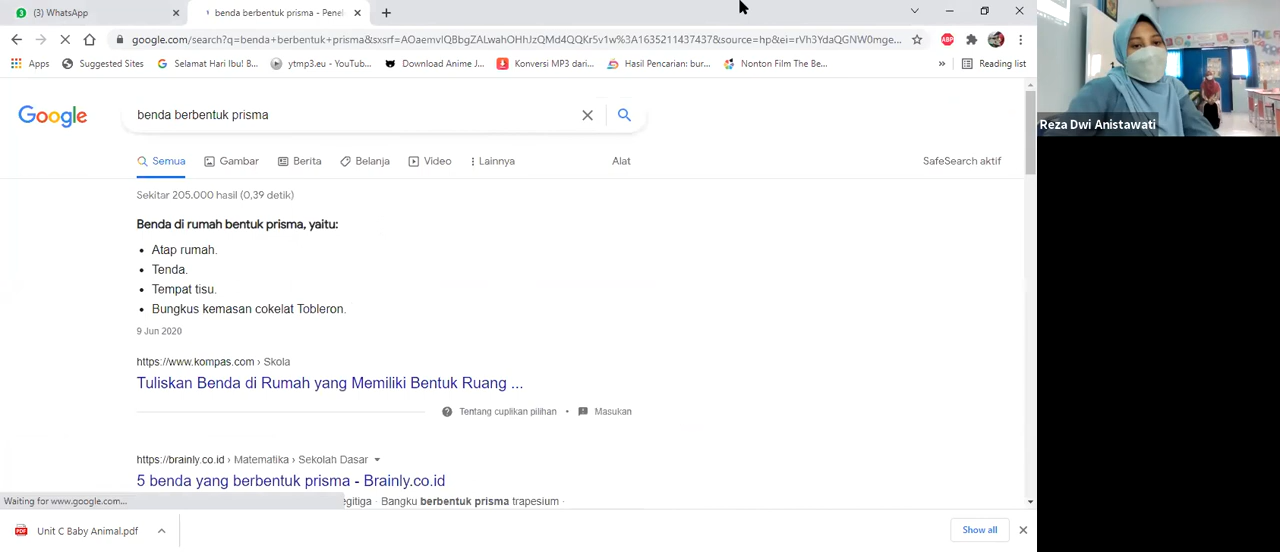 (3) WhatsApp
benda berbentuk prisma - Penel
google.com/search?q=benda+berbentuk+prisma&sxsrf=AOaemvIQBbgZALwahOHhJzQMd4QQKr5v1w%3A1635211437437&source=hp&ei=rVh3YdaQGNW0mge...
Apps
Suggested Sites
Selamat Hari Ibu! B...
ytmp3.eu - YouTub...
Download Anime J...
Konversi MP3 dari...
Hasil Pencarian: bur...
Nonton Film The Be...
»
Reading list
Reza Dwi Anistawati
Google
benda berbentuk prisma
Semua
Gambar
Berita
Belanja
Video
Lainnya
Alat
SafeSearch aktif
Sekitar 205.000 hasil (0,39 detik)
Benda di rumah bentuk prisma, yaitu:
• Atap rumah.
• Tenda.
• Tempat tisu.
• Bungkus kemasan cokelat Tobleron.
9 Jun 2020
https://www.kompas.com › Skola
Tuliskan Benda di Rumah yang Memiliki Bentuk Ruang ...
Tentang cuplikan pilihan • Masukan
https://brainly.co.id › Matematika › Sekolah Dasar
5 benda yang berbentuk prisma - Brainly.co.id
Waiting for www.google.com...
egitiga · Bangku berbentuk prisma trapesium ·
Unit C Baby Animal.pdf
Show all